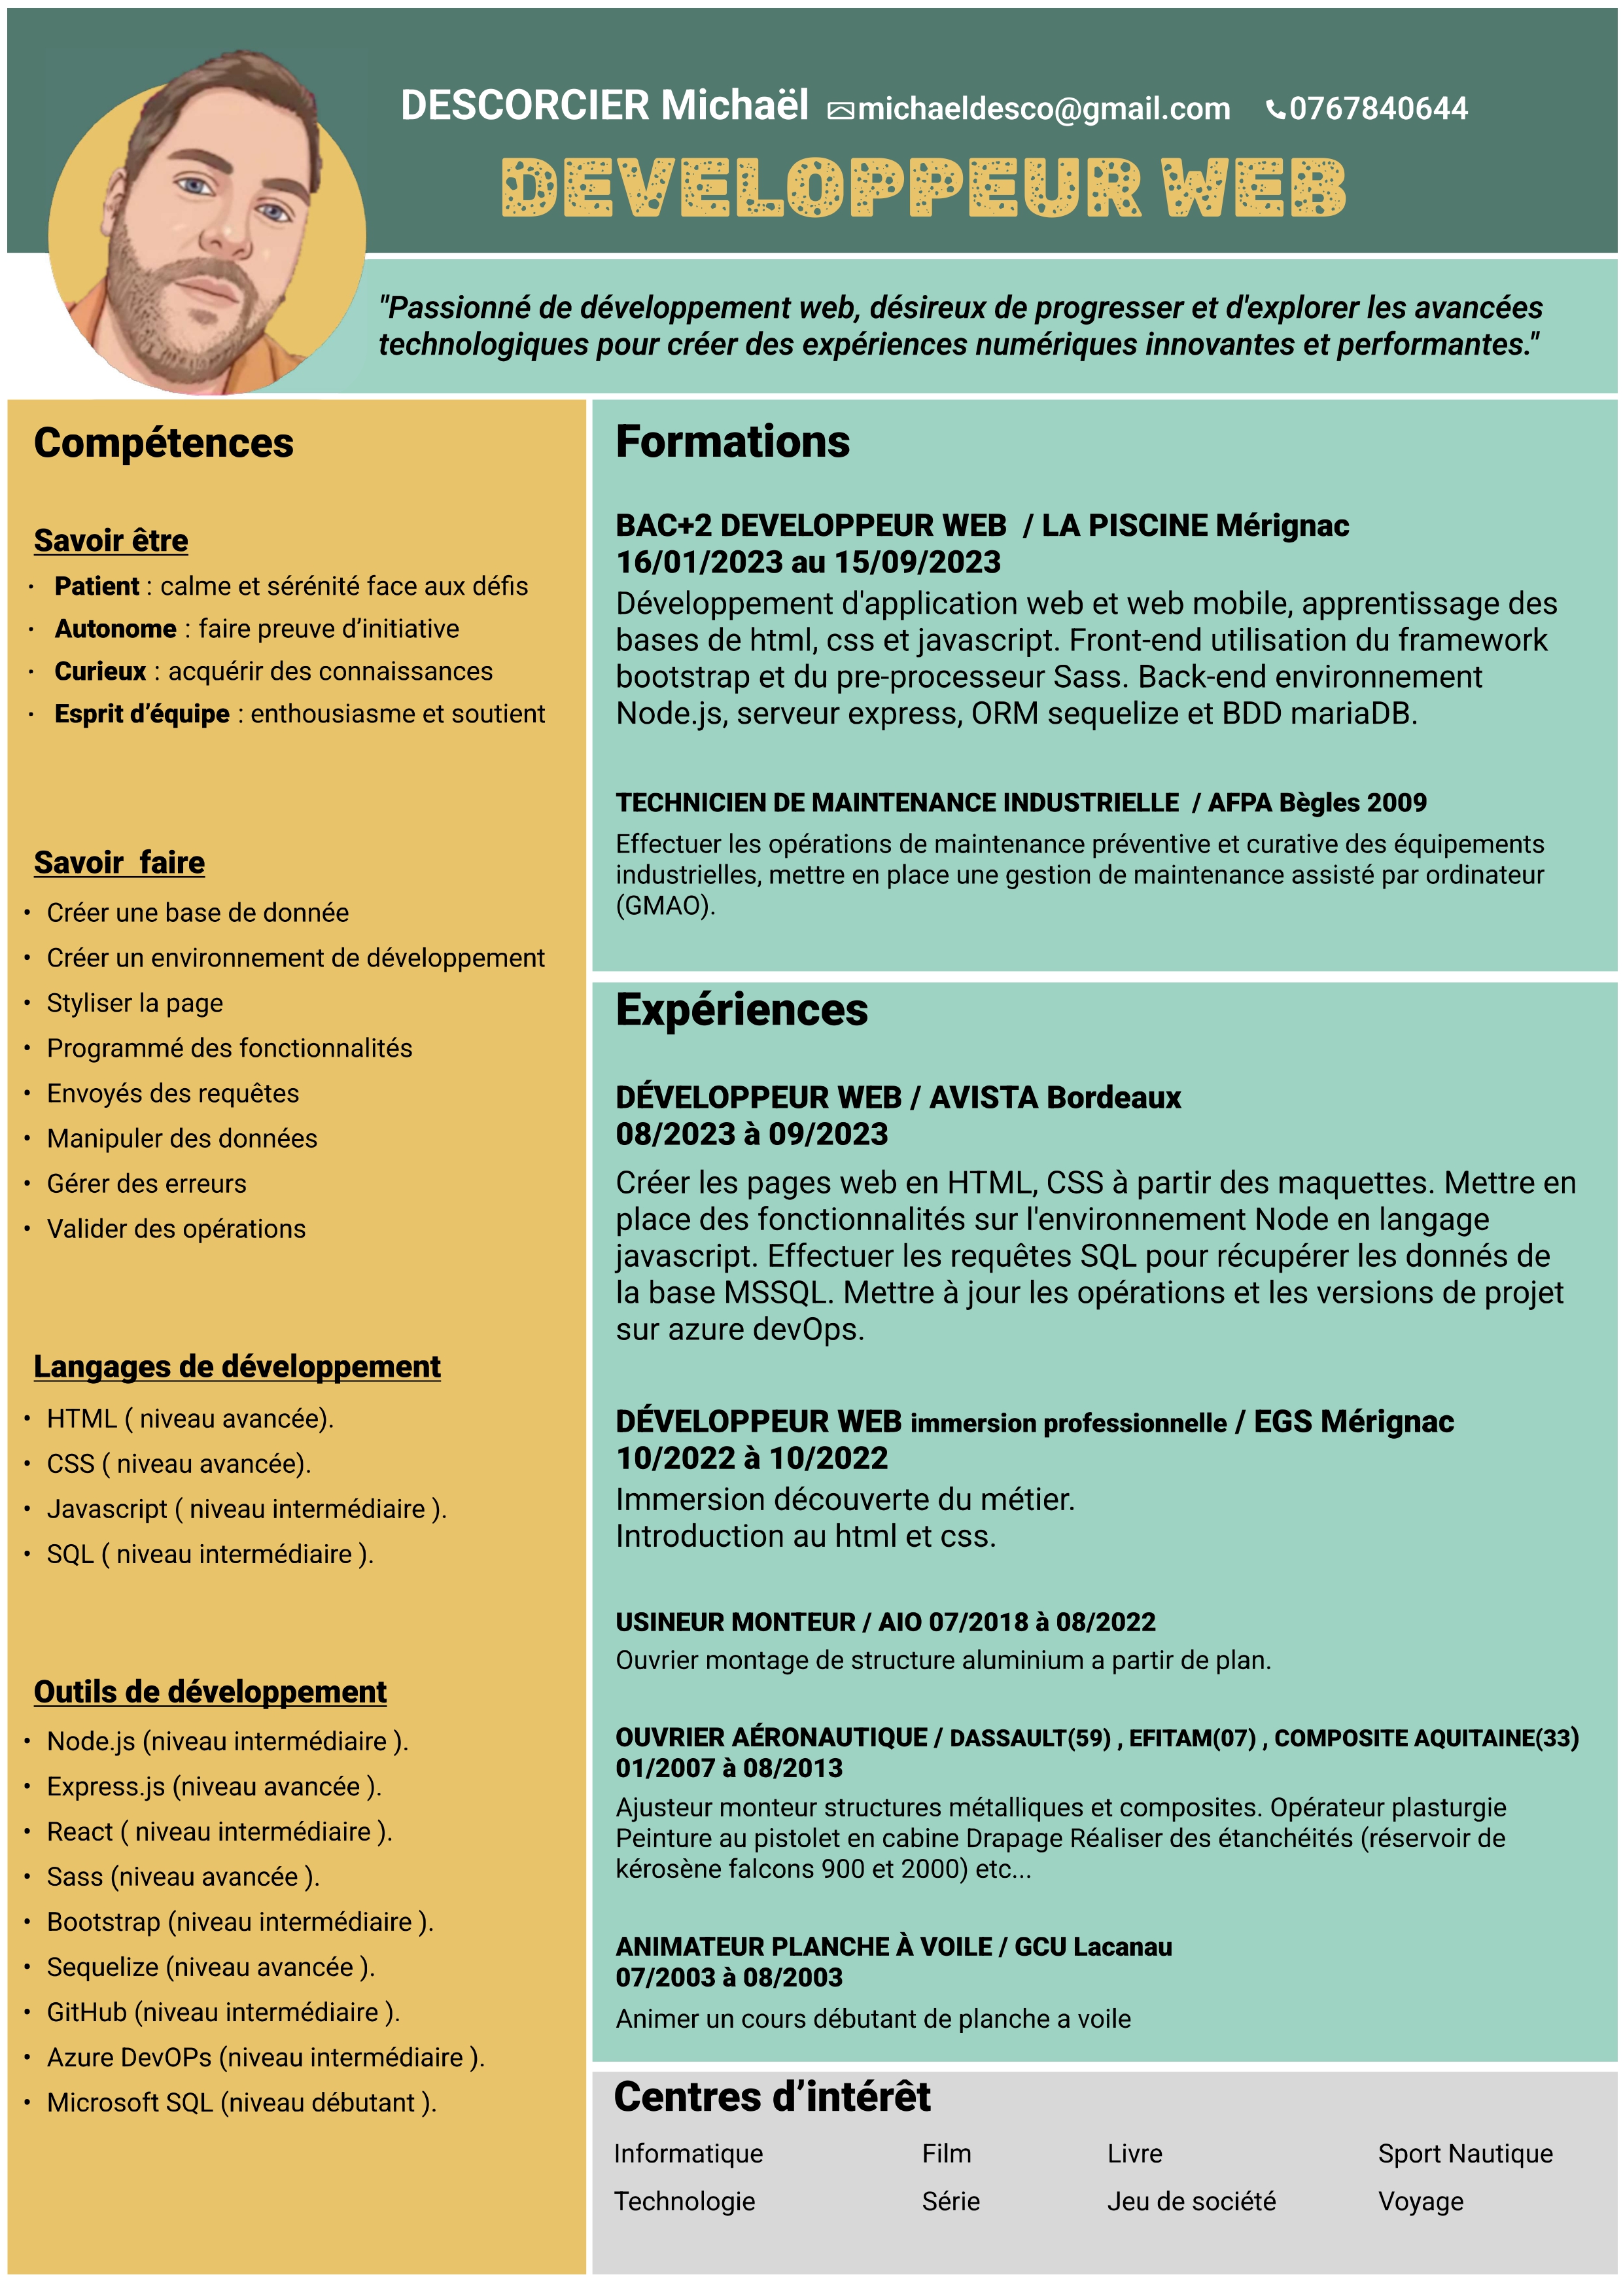 DESCORCIER Michaël michaeldesco@gmail.com 0767840644
DEVELOPPEUR WEB
"Passionné de développement web, désireux de progresser et d'explorer les avancées
technologiques pour créer des expériences numériques innovantes et performantes."
Compétences
Savoir être
· Patient : calme et sérénité face aux défis
· Autonome : faire preuve d’initiative
· Curieux : acquérir des connaissances
· Esprit d’équipe : enthousiasme et soutient
Savoir faire
• Créer une base de donnée
• Créer un environnement de développement
• Styliser la page
• Programmé des fonctionnalités
• Envoyés des requêtes
• Manipuler des données
• Gérer des erreurs
• Valider des opérations
Langages de développement
• HTML ( niveau avancée).
• CSS ( niveau avancée).
• Javascript ( niveau intermédiaire ).
• SQL ( niveau intermédiaire ).
Outils de développement
• Node.js (niveau intermédiaire ).
• Express.js (niveau avancée ).
• React ( niveau intermédiaire ).
• Sass (niveau avancée ).
• Bootstrap (niveau intermédiaire ).
• Sequelize (niveau avancée ).
• GitHub (niveau intermédiaire ).
• Azure DevOPs (niveau intermédiaire ).
• Microsoft SQL (niveau débutant ).
Formations
BAC+2 DEVELOPPEUR WEB / LA PISCINE Mérignac
16/01/2023 au 15/09/2023
Développement d'application web et web mobile, apprentissage des
bases de html, css et javascript. Front-end utilisation du framework
bootstrap et du pre-processeur Sass. Back-end environnement
Node.js, serveur express, ORM sequelize et BDD mariaDB.
TECHNICIEN DE MAINTENANCE INDUSTRIELLE / AFPA Bègles 2009
Effectuer les opérations de maintenance préventive et curative des équipements
industrielles, mettre en place une gestion de maintenance assisté par ordinateur
(GMAO).
Expériences
DÉVELOPPEUR WEB / AVISTA Bordeaux
08/2023 à 09/2023
Créer les pages web en HTML, CSS à partir des maquettes. Mettre en
place des fonctionnalités sur l'environnement Node en langage
javascript. Effectuer les requêtes SQL pour récupérer les donnés de
la base MSSQL. Mettre à jour les opérations et les versions de projet
sur azure devOps.
DÉVELOPPEUR WEB immersion professionnelle / EGS Mérignac
10/2022 à 10/2022
Immersion découverte du métier.
Introduction au html et css.
USINEUR MONTEUR / AIO 07/2018 à 08/2022
Ouvrier montage de structure aluminium a partir de plan.
OUVRIER AÉRONAUTIQUE / DASSAULT(59) , EFITAM(07) , COMPOSITE AQUITAINE(33)
01/2007 à 08/2013
Ajusteur monteur structures métalliques et composites. Opérateur plasturgie
Peinture au pistolet en cabine Drapage Réaliser des étanchéités (réservoir de
kérosène falcons 900 et 2000) etc...
ANIMATEUR PLANCHE À VOILE / GCU Lacanau
07/2003 à 08/2003
Animer un cours débutant de planche a voile
Centres d’intérêt
Informatique Film Livre Sport Nautique
Technologie Série Jeu de société Voyage